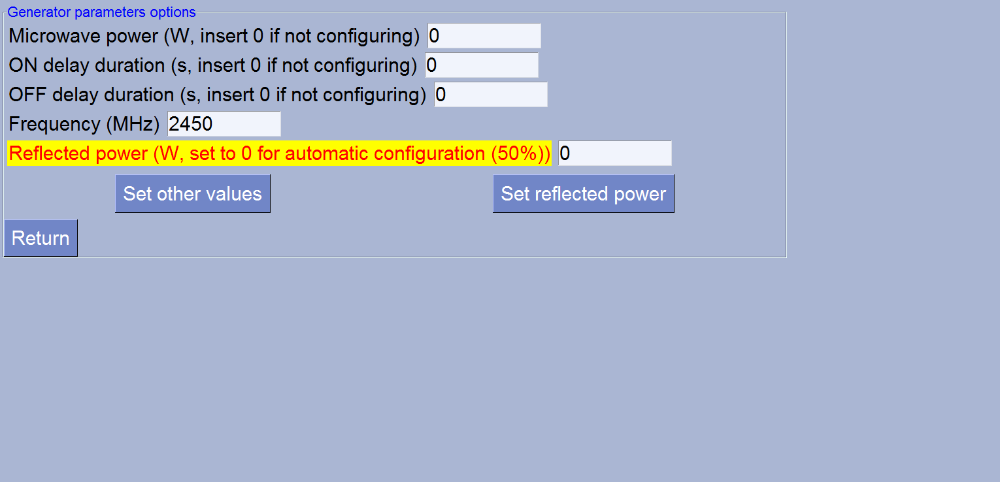 Generator parameters options
Microwave power (W, insert 0 if not configuring) 0
ON delay duration (s, insert 0 if not configuring) 0
OFF delay duration (s, insert 0 if not configuring) 0
Frequency (MHz) 2450
Reflected power (W, set to 0 for automatic configuration (50%)) 0
Set other values Set reflected power
Return